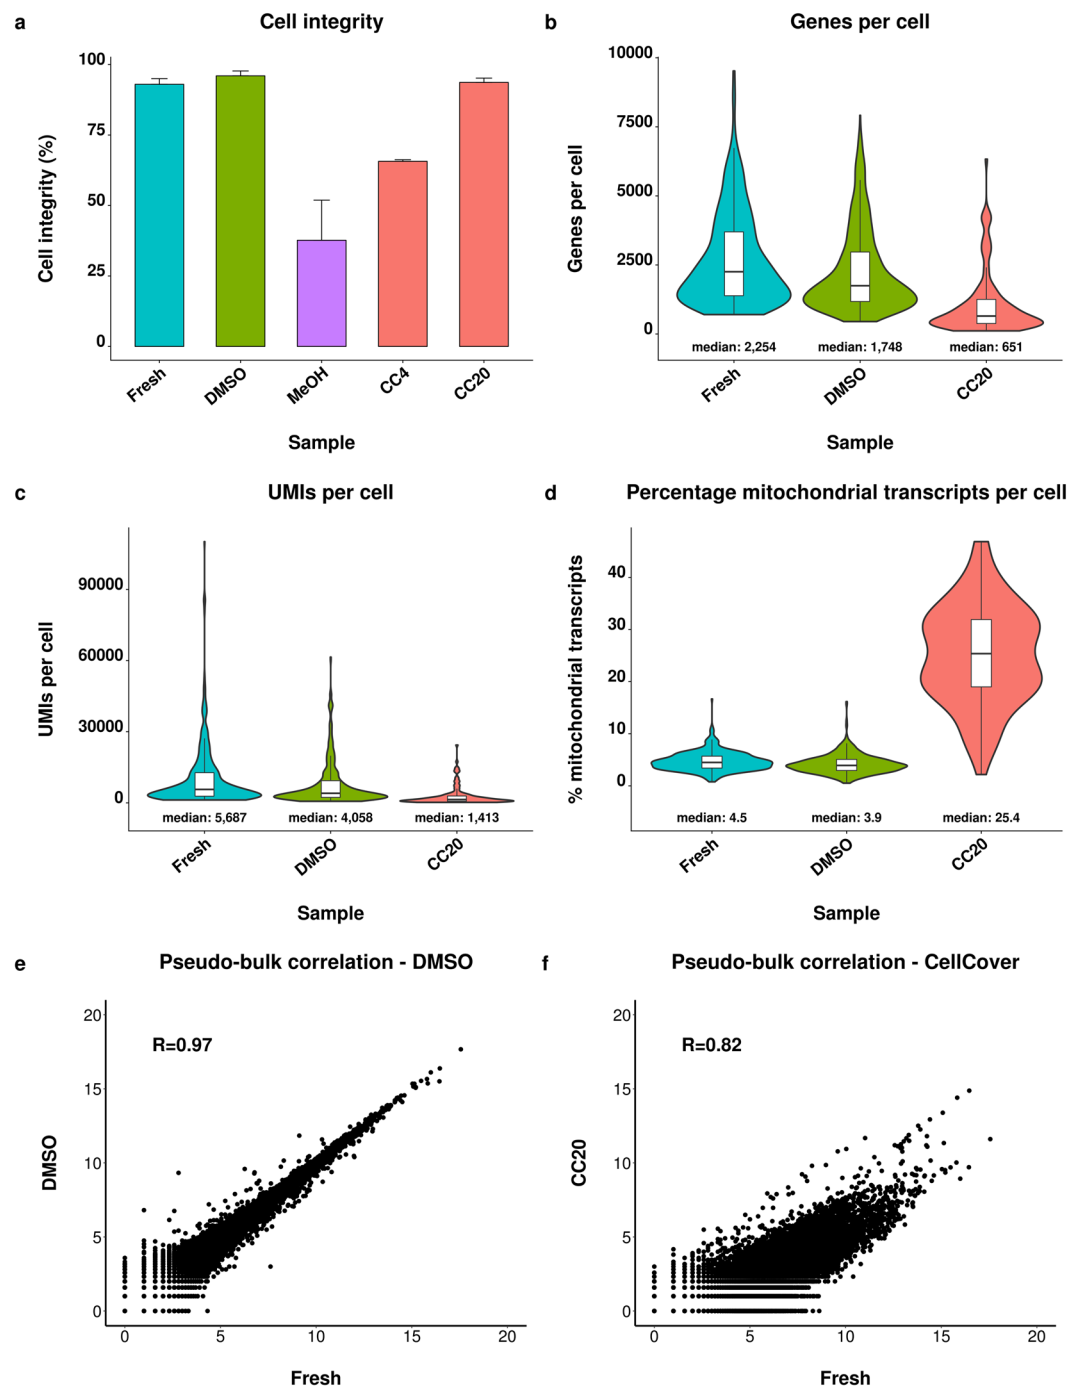 a
Cell integrity
Cell integrity (%)
100
75
50
25
0
Fresh
DMSO
MeOH
CC4
CC20
Sample
b
Genes per cell
Genes per cell
10000
7500
5000
2500
0
median: 2,254
median: 1,748
median: 651
Fresh
DMSO
CC20
Sample
c
UMIs per cell
UMIs per cell
90000
60000
30000
0
median: 5,687
median: 4,058
median: 1,413
Fresh
DMSO
CC20
Sample
d
Percentage mitochondrial transcripts per cell
% mitochondrial transcripts
40
30
20
10
0
median: 4.5
median: 3.9
median: 25.4
Fresh
DMSO
CC20
Sample
e
Pseudo-bulk correlation - DMSO
R=0.97
DMSO
20
15
10
5
0
0 5 10 15 20
Fresh
f
Pseudo-bulk correlation - CellCover
R=0.82
CC20
20
15
10
5
0
0 5 10 15 20
Fresh